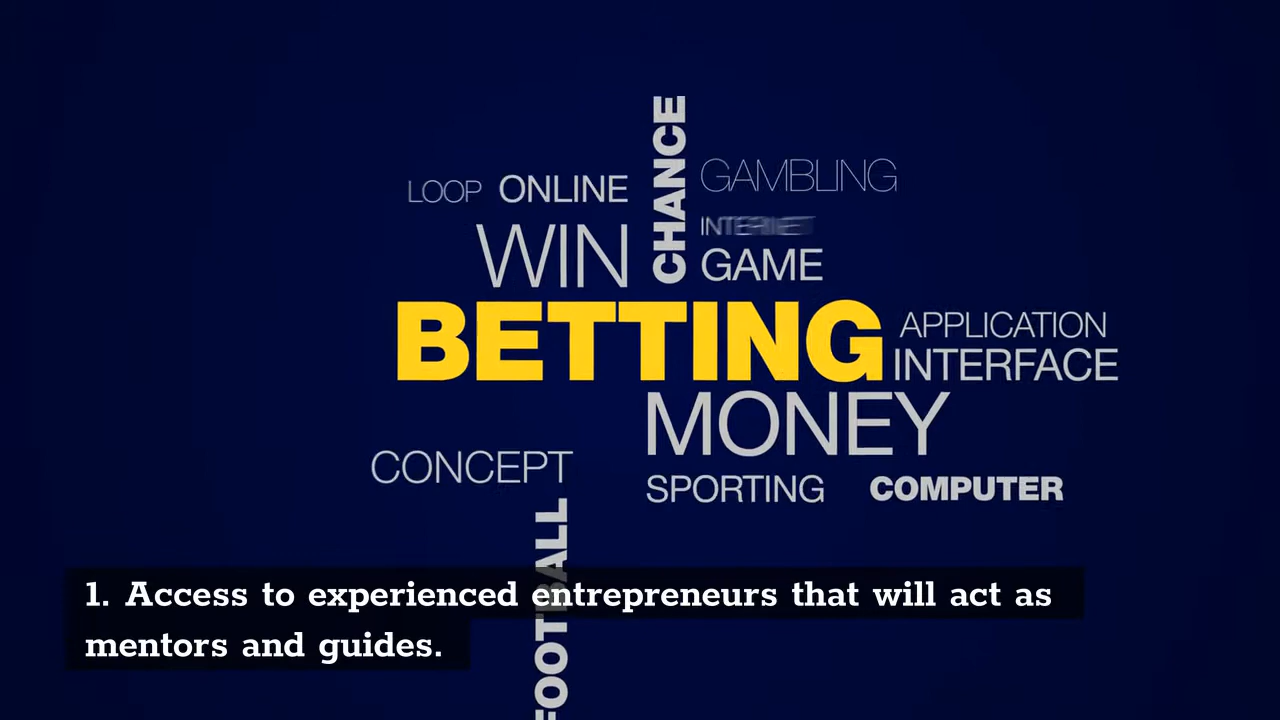 CHANCE
LOOP ONLINE
GAMBLING
WIN
INTERNET
GAME
BETTING
APPLICATION
INTERFACE
MONEY
CONCEPT
SPORTING
COMPUTER
FOOTBALL
1. Access to experienced entrepreneurs that will act as
mentors and guides.